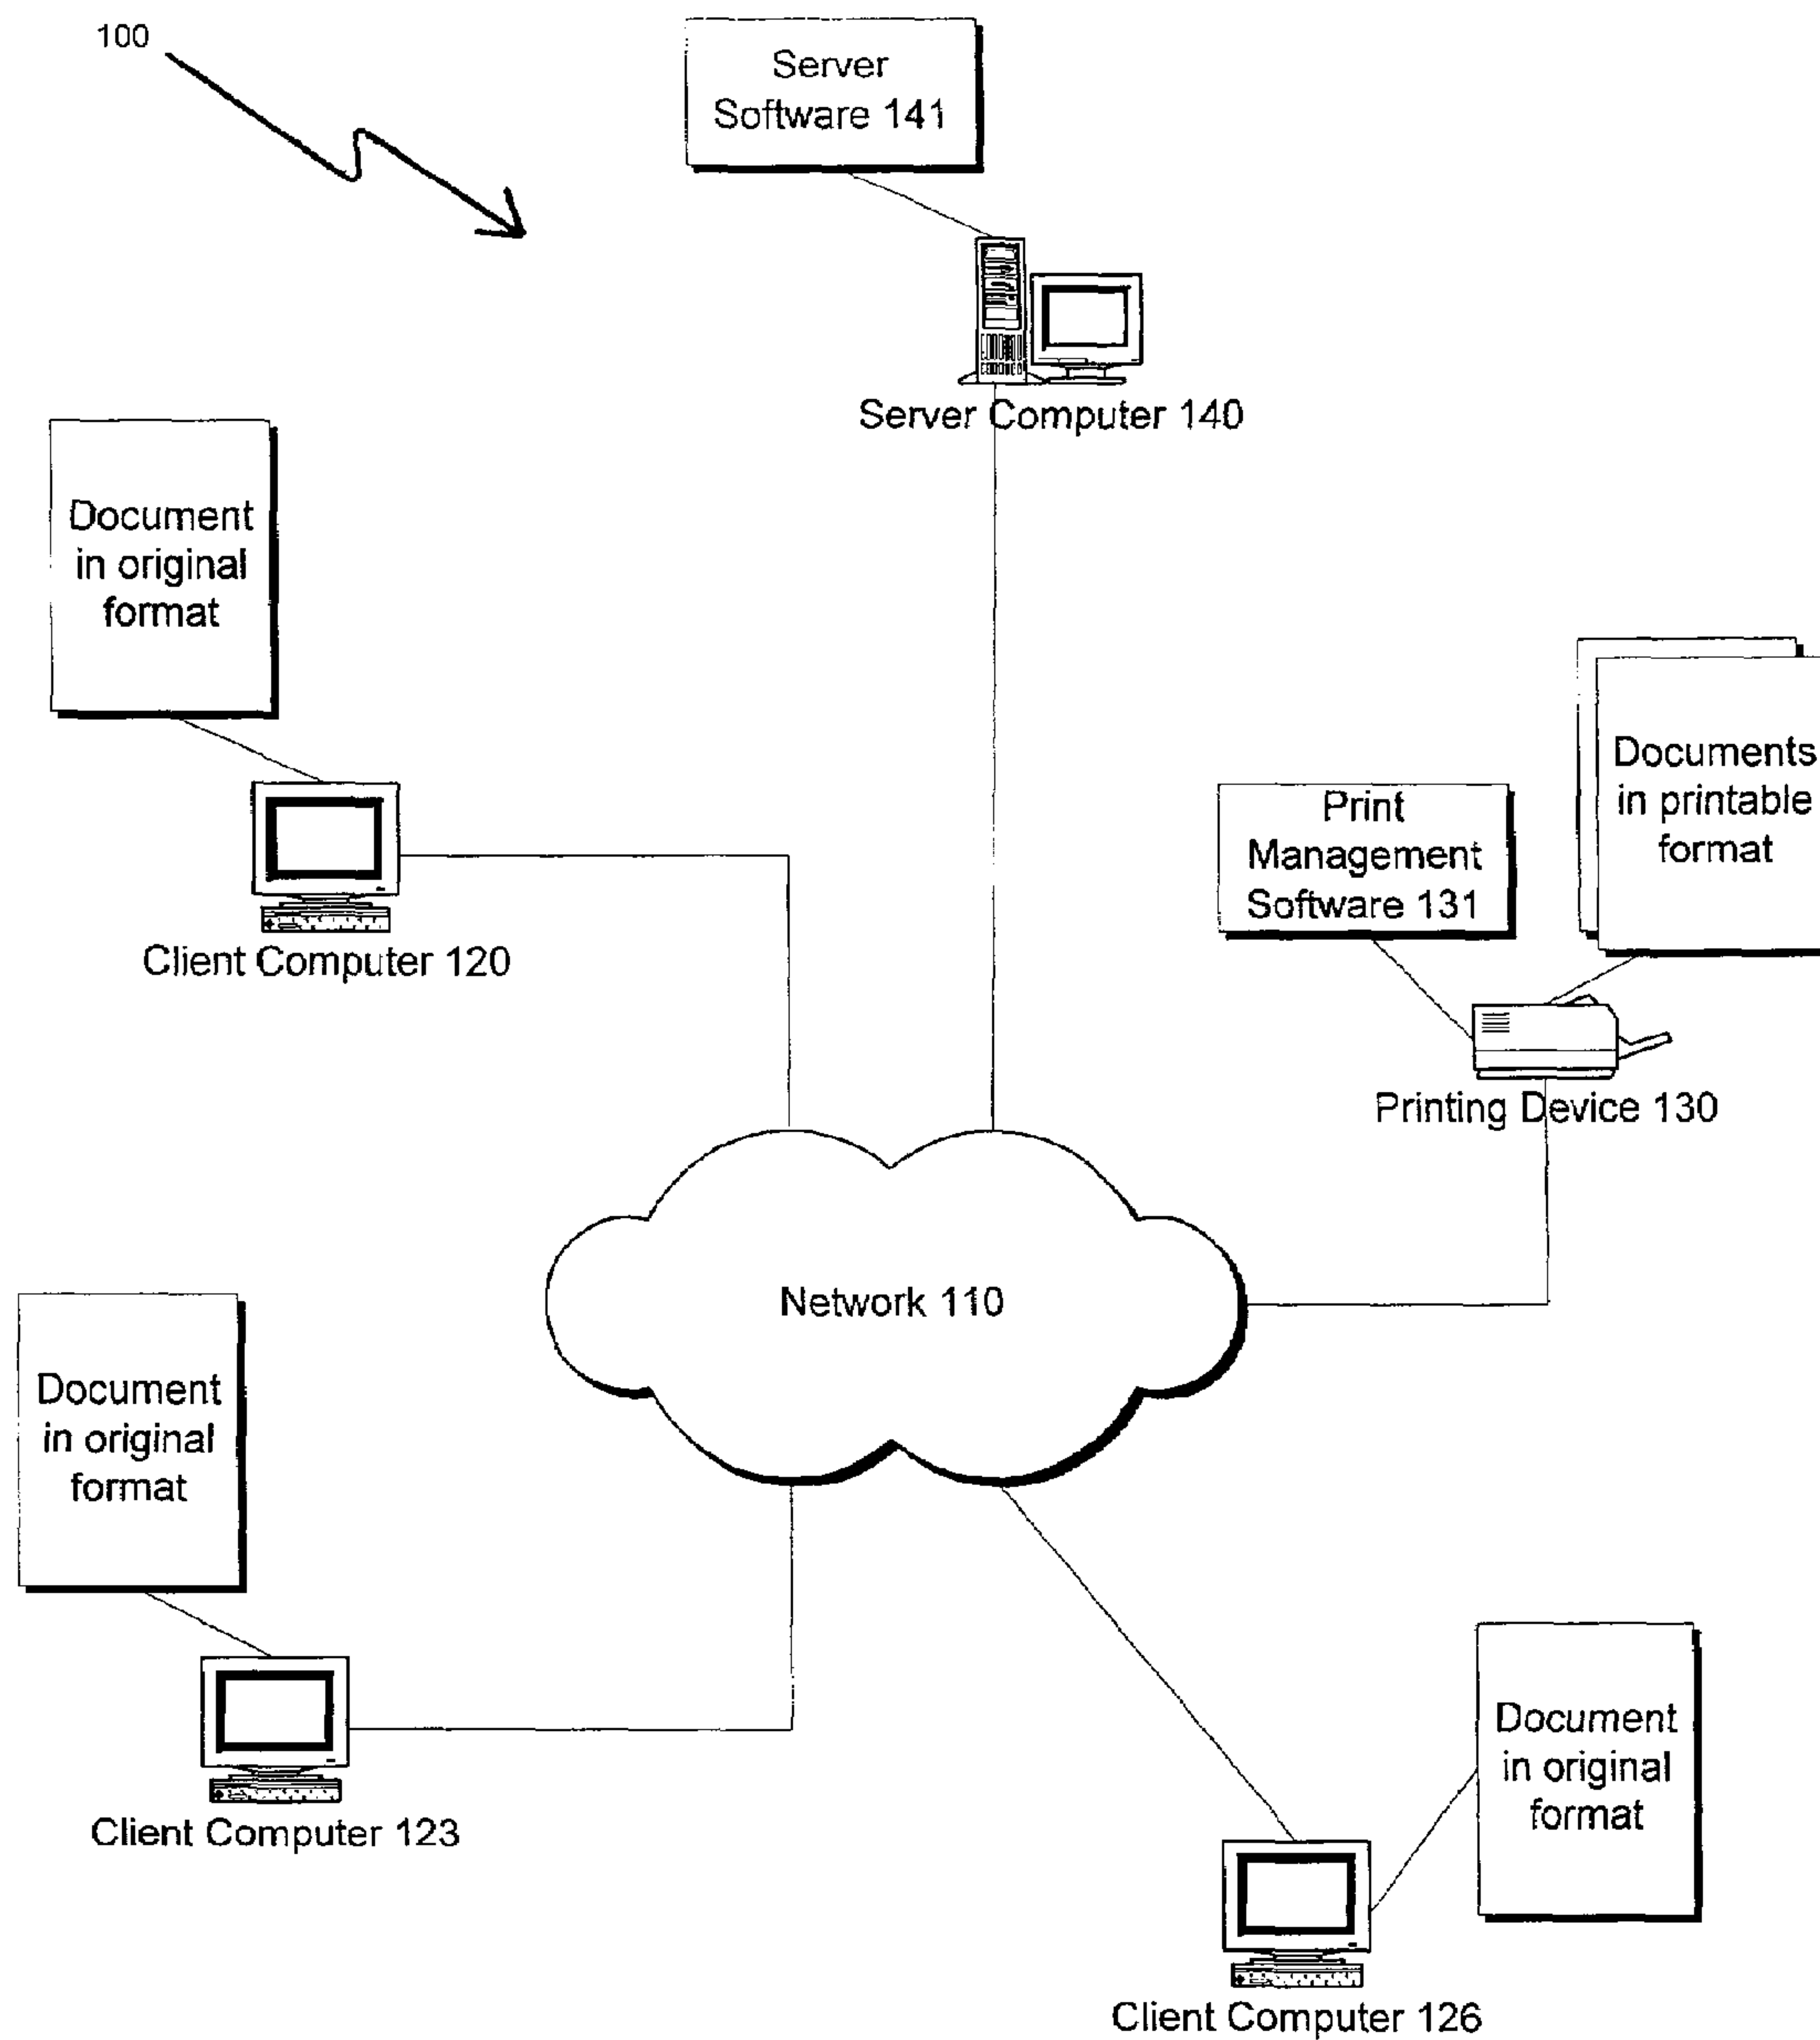 100
Server
Software 141
Server Computer 140
Document
in original
format
Client Computer 120
Print
Management
Software 131
Documents
in printable
format
Printing Device 130
Network 110
Document
in original
format
Client Computer 123
Document
in original
format
Client Computer 126